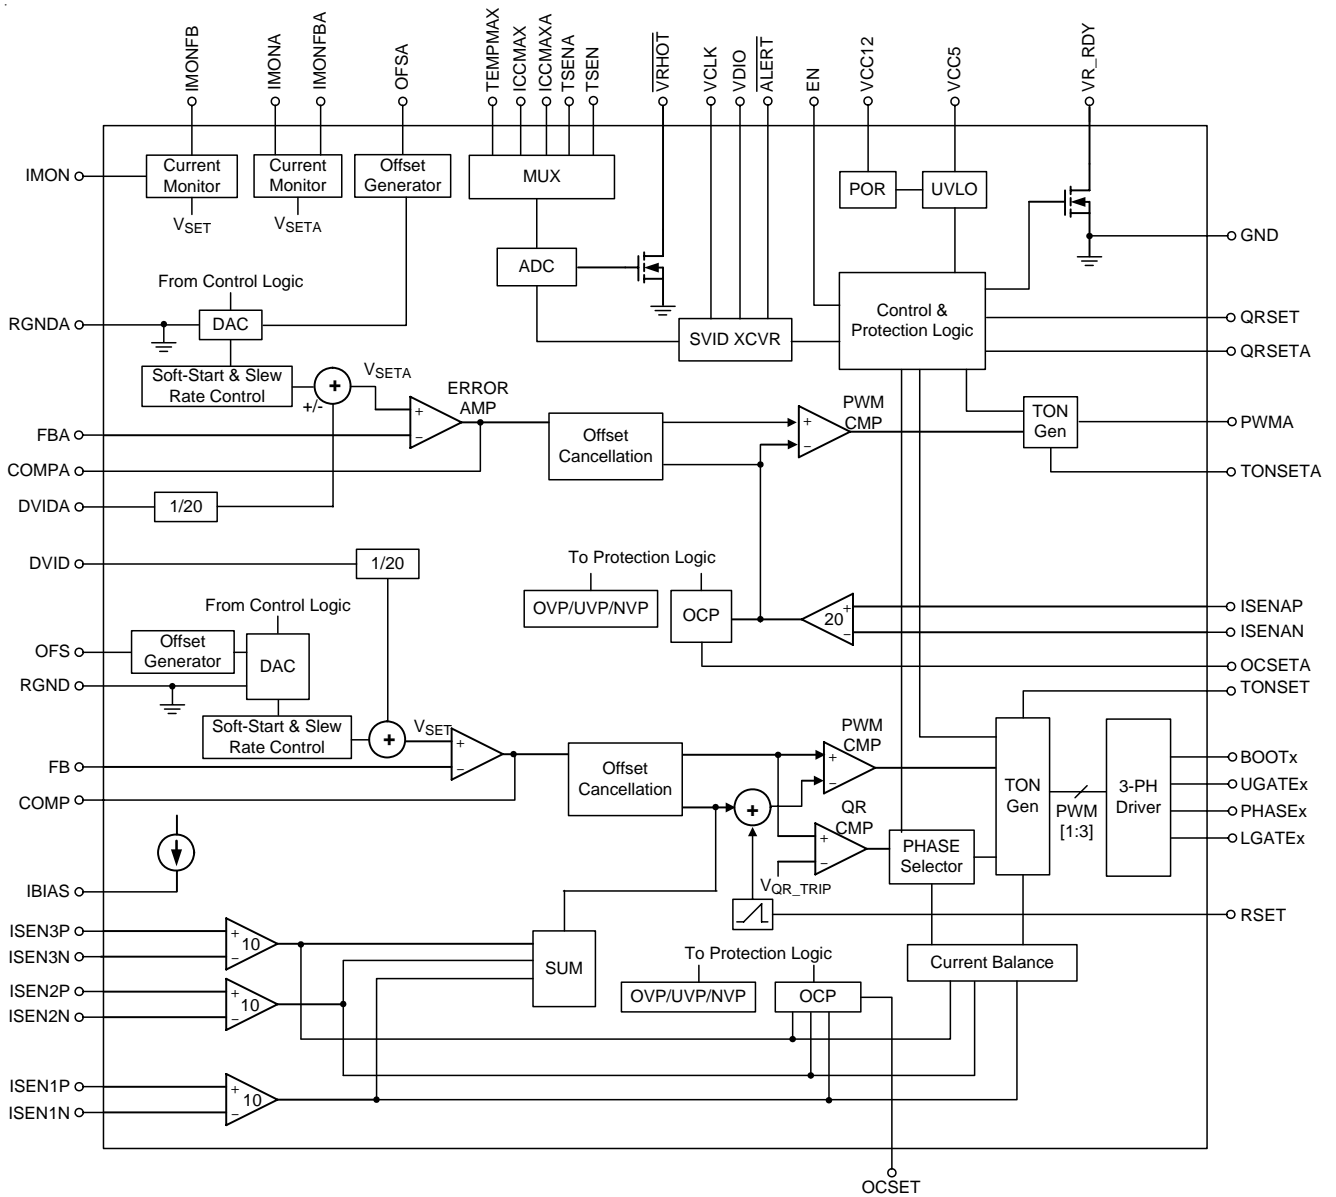 IMONFB
IMONA
IMONFBA
OFSA
TEMPMAX
ICCMAX
ICCMAXA
TSENA
TSEN
VRHOT
VCLK
VDIO
ALERT
EN
VCC12
VCC5
VR_RDY
IMON
Current
Monitor
VSET
Current
Monitor
VSETA
Offset
Generator
MUX
POR
UVLO
GND
ADC
From Control Logic
RGNDA
DAC
SVID XCVR
Control &
Protection Logic
QRSET
QRSETA
Soft-Start & Slew
Rate Control
+
+/-
VSETA
ERROR
AMP
+
−
FBA
COMPA
DVIDA
1/20
Offset
Cancellation
PWM
CMP
+
−
TON
Gen
PWMA
TONSETA
DVID
1/20
To Protection Logic
OVP/UVP/NVP
OCP
20
+
−
ISENAP
ISENAN
OCSETA
TONSET
From Control Logic
OFS
Offset
Generator
DAC
RGND
Soft-Start & Slew
Rate Control
+
VSET
+
−
FB
COMP
Offset
Cancellation
PWM
CMP
+
−
+
QR
CMP
+
−
VQR_TRIP
PHASE
Selector
TON
Gen
PWM
[1:3]
3-PH
Driver
BOOTx
UGATEx
PHASEx
LGATEx
IBIAS
RSET
ISEN3P
ISEN3N
+
−
10
SUM
To Protection Logic
OVP/UVP/NVP
OCP
Current Balance
ISEN2P
ISEN2N
+
−
10
ISEN1P
ISEN1N
+
−
10
OCSET